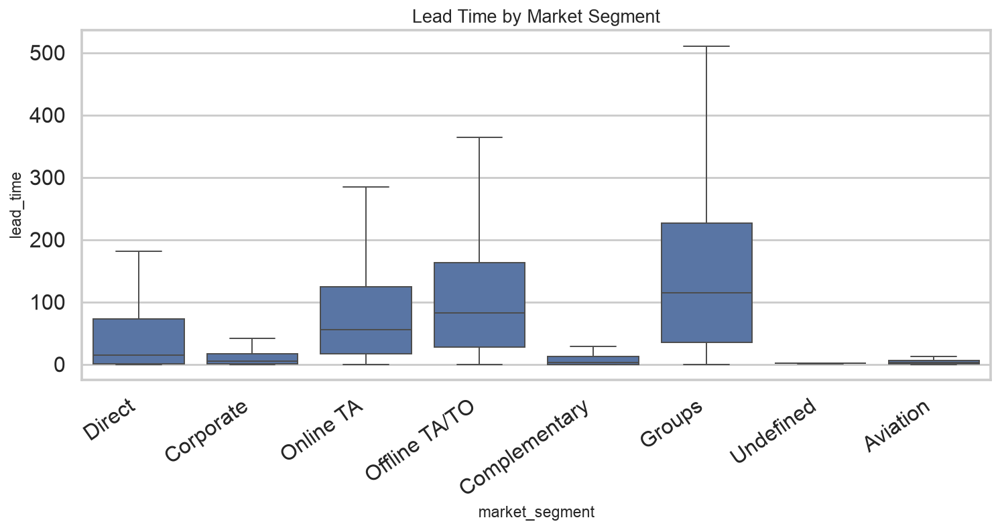 Lead Time by Market Segment
500
400
300
200
100
0
lead_time
Direct
Corporate
Online TA
Offline TA/TO
Complementary
Groups
Undefined
Aviation
market_segment